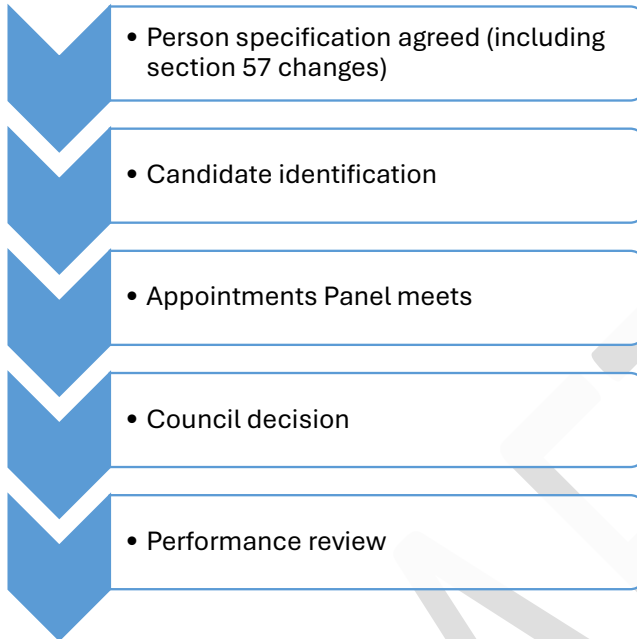 • Person specification agreed (including
section 57 changes)
• Candidate identification
• Appointments Panel meets
• Council decision
• Performance review